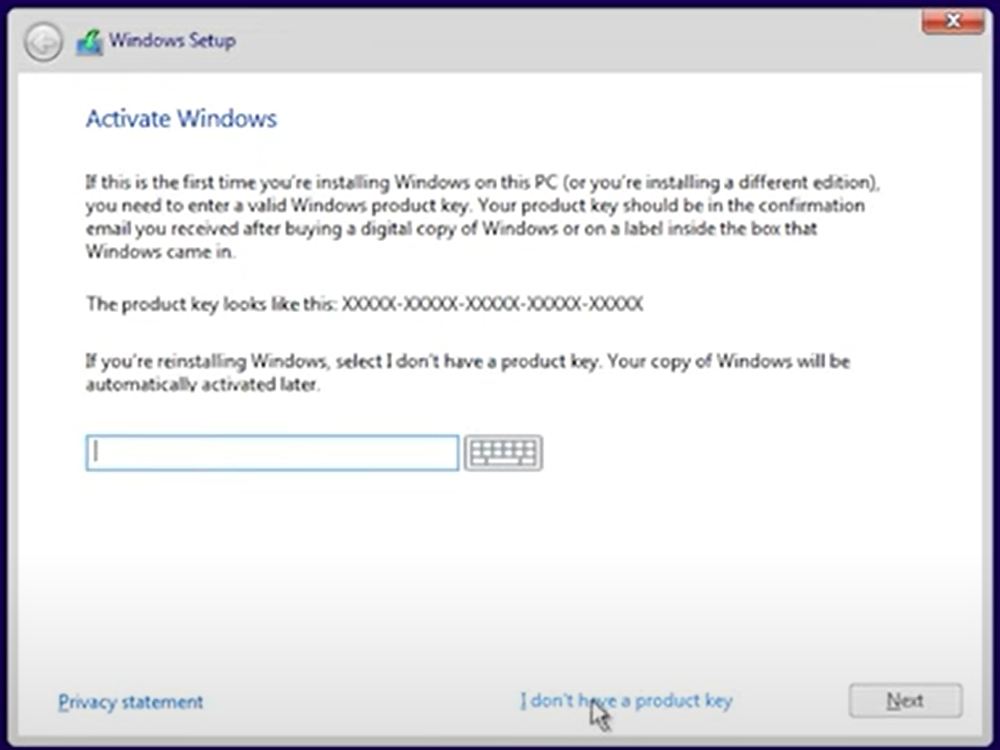 Windows Setup
Activate Windows
If this is the first time you're installing Windows on this PC (or you're installing a different edition),
you need to enter a valid Windows product key. Your product key should be in the confirmation
email you received after buying a digital copy of Windows or on a label inside the box that
Windows came in.
The product key looks like this: XXXXX-XXXXX-XXXXX-XXXXX-XXXXX
If you're reinstalling Windows, select I don't have a product key. Your copy of Windows will be
automatically activated later.
Privacy statement
I don't have a product key
Next